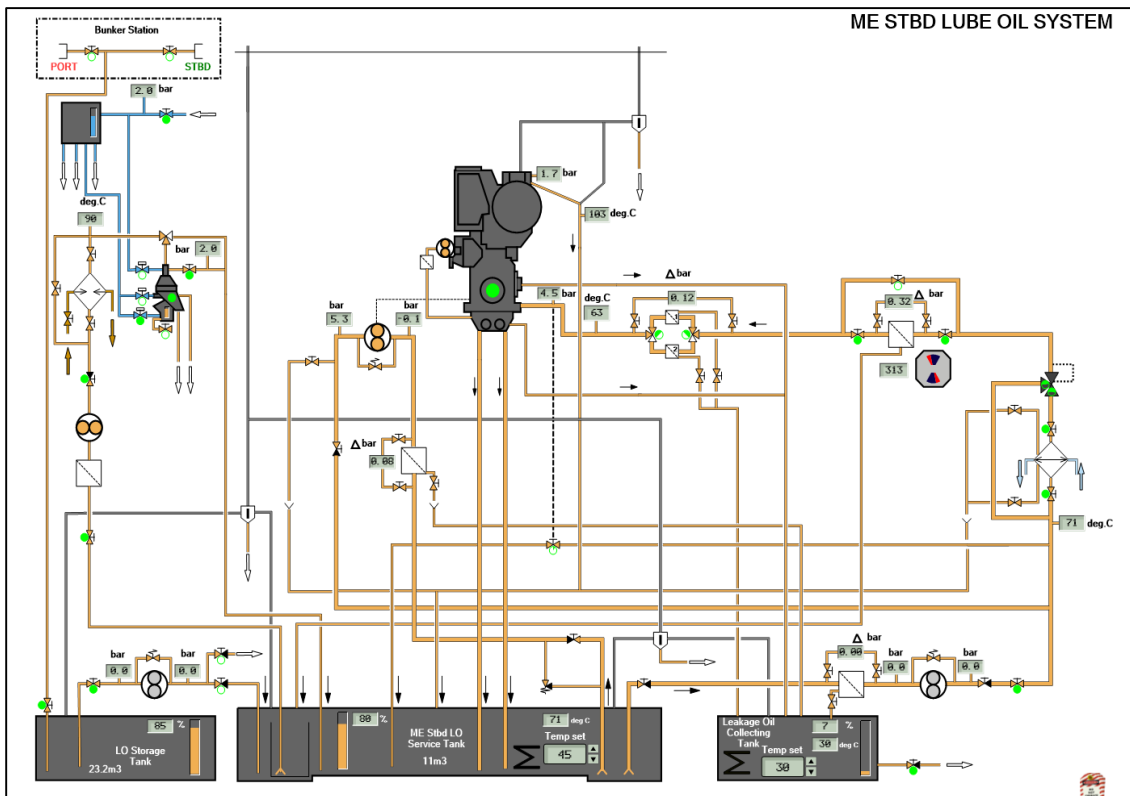 ME STBD LUBE OIL SYSTEM
Bunker Station
PORT
STBD
2.0 bar
deg.C
90
bar
2.0
1.7 bar
103 deg.C
4.5 bar
deg.C
63
Δ bar
0.12
0.32 Δ bar
313
1
2
bar
5.3
bar
-0.1
Δ bar
0.08
71
deg.C
bar
0.0
bar
0.0
Δ bar
0.00
bar
0.0
bar
0.0
85 %
LO Storage
Tank
23.2m3
80 %
ME Stbd LO
Service Tank
11m3
71 deg C
Temp set
45
Leakage Oil
Collecting
Tank
7 %
30 deg C
Temp set
30